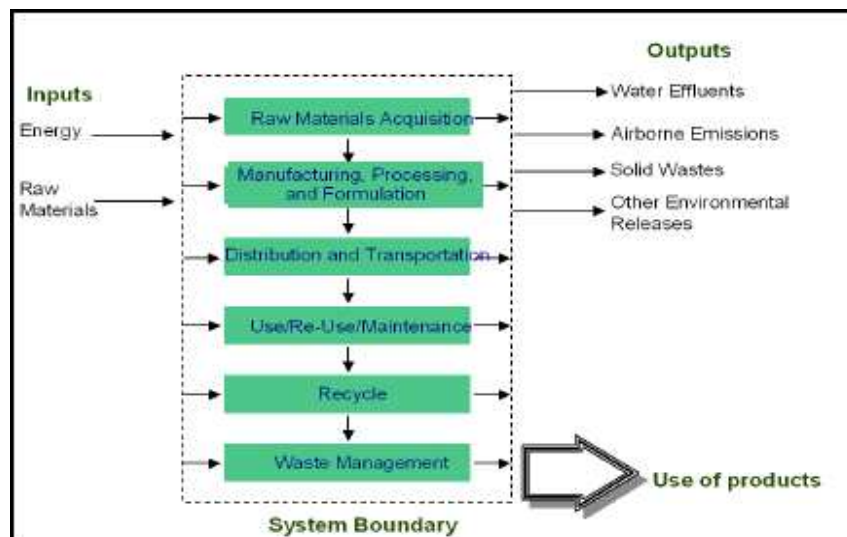 Inputs
Energy
Raw
Materials
Raw Materials Acquisition
Manufacturing, Processing,
and Formulation
Distribution and Transportation
Use/Re-Use/Maintenance
Recycle
Waste Management
System Boundary
Outputs
Water Effluents
Airborne Emissions
Solid Wastes
Other Environmental
Releases
Use of products